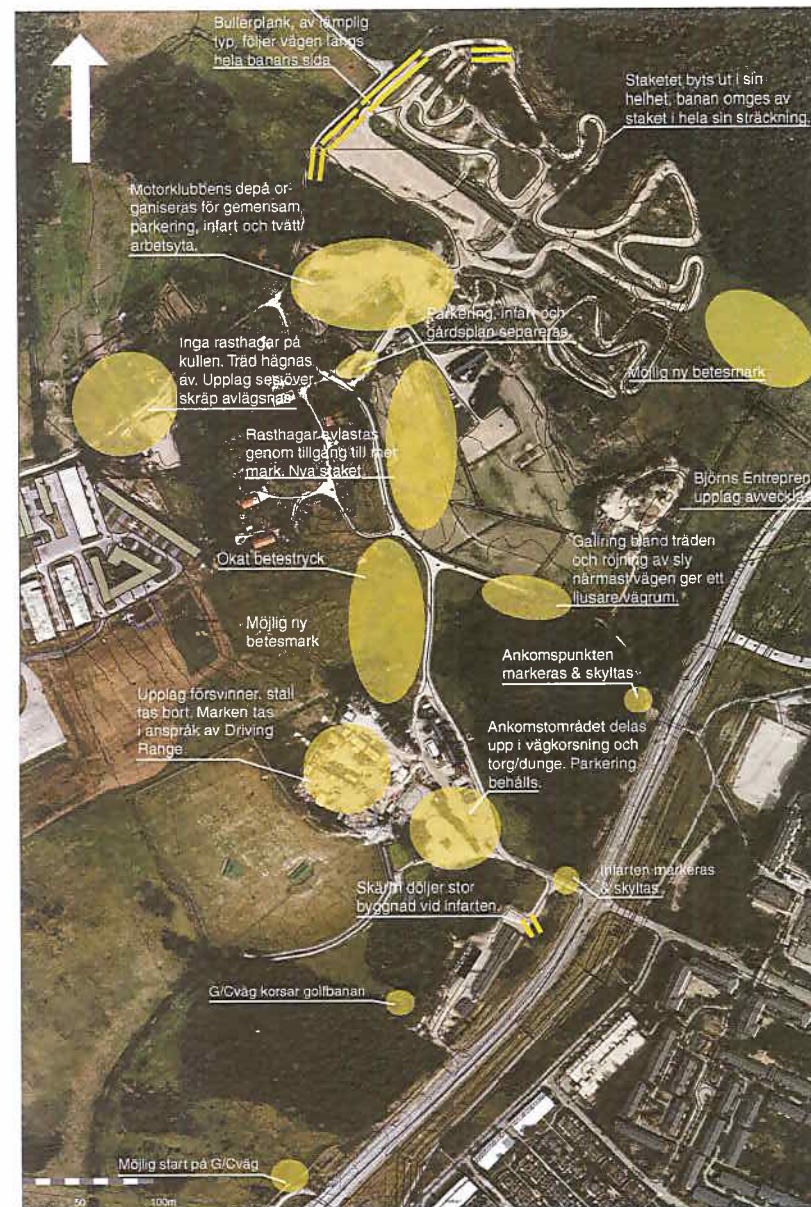 Bullerplank, av lämplig
typ, följer vägen längs
hela banans sida
Staketet byts ut i sin
helhet, banan omges av
staket i hela sin sträckning.
Motorklubbens depå or-
ganiseras för gemensam
parkering, infart och tvätt/
arbetsyta.
Parkering, infart och
gårdsplan separeras
Inga rasthagar på
kullen. Träd hägnas
av. Upplag ses över,
skräp avlägsnas
Möjlig ny betesmark
Rasthagar avlastas
genom tillgång till mer
mark. Nya staket
Björns Entrepren
upplag avvecklas
Gallring bland träden
och röjning av sly
närmast vägen ger ett
ljusare vägrum.
Okat betestryck
Möjlig ny
betesmark
Ankomspunkten
markeras & skyltas
Upplag försvinner, stall
tas bort. Marken tas
i anspråk av Driving
Range.
Ankomstområdet delas
upp i vägkorsning och
torg/dunge. Parkering
behålls.
Skärm döljer stor
byggnad vid infarten.
Infarten markeras
& skyltas
G/Cväg korsar golfbanan
Möjlig start på G/Cväg
50 100m